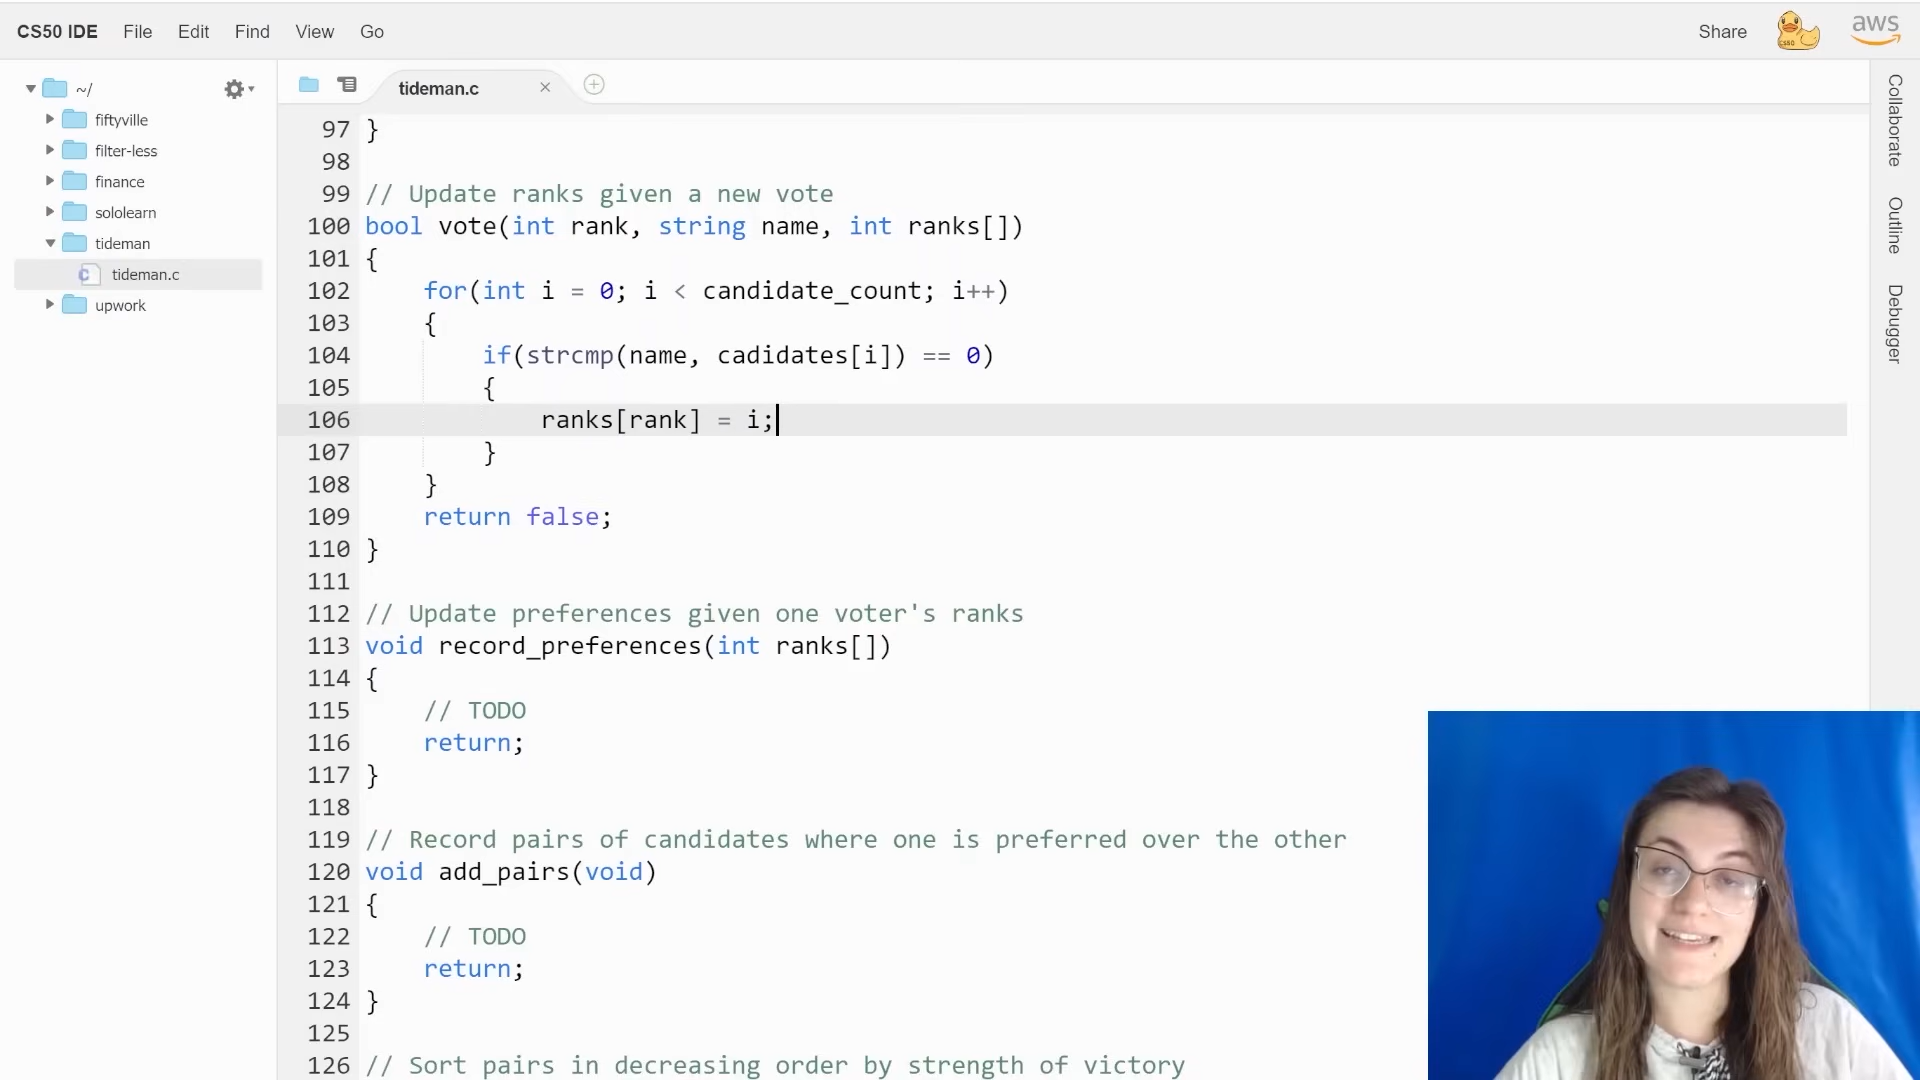 CS50 IDE File Edit Find View Go Share CS50 aws
~/
fiftyville
filter-less
finance
sololearn
tideman
C tideman.c
upwork
tideman.c
97 }
98
99 // Update ranks given a new vote
100 bool vote(int rank, string name, int ranks[])
101 {
102 for(int i = 0; i < candidate_count; i++)
103 {
104 if(strcmp(name, cadidates[i]) == 0)
105 {
106 ranks[rank] = i;
107 }
108 }
109 return false;
110 }
111
112 // Update preferences given one voter's ranks
113 void record_preferences(int ranks[])
114 {
115 // TODO
116 return;
117 }
118
119 // Record pairs of candidates where one is preferred over the other
120 void add_pairs(void)
121 {
122 // TODO
123 return;
124 }
125
126 // Sort pairs in decreasing order by strength of victory
Collaborate
Outline
Debugger